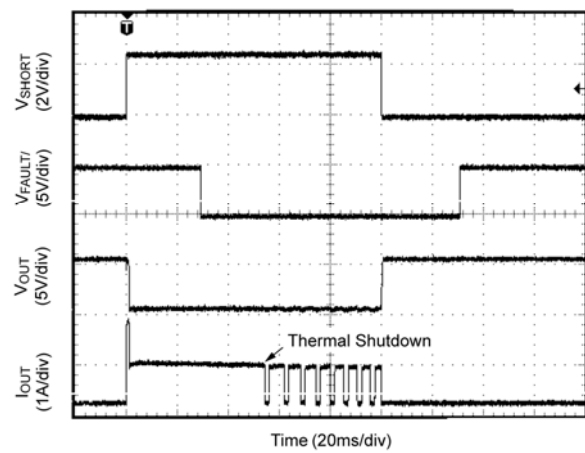 T
VSHORT
(2V/div)
VFAULT/
(5V/div)
VOUT
(5V/div)
IOUT
(1A/div)
Thermal Shutdown
Time (20ms/div)